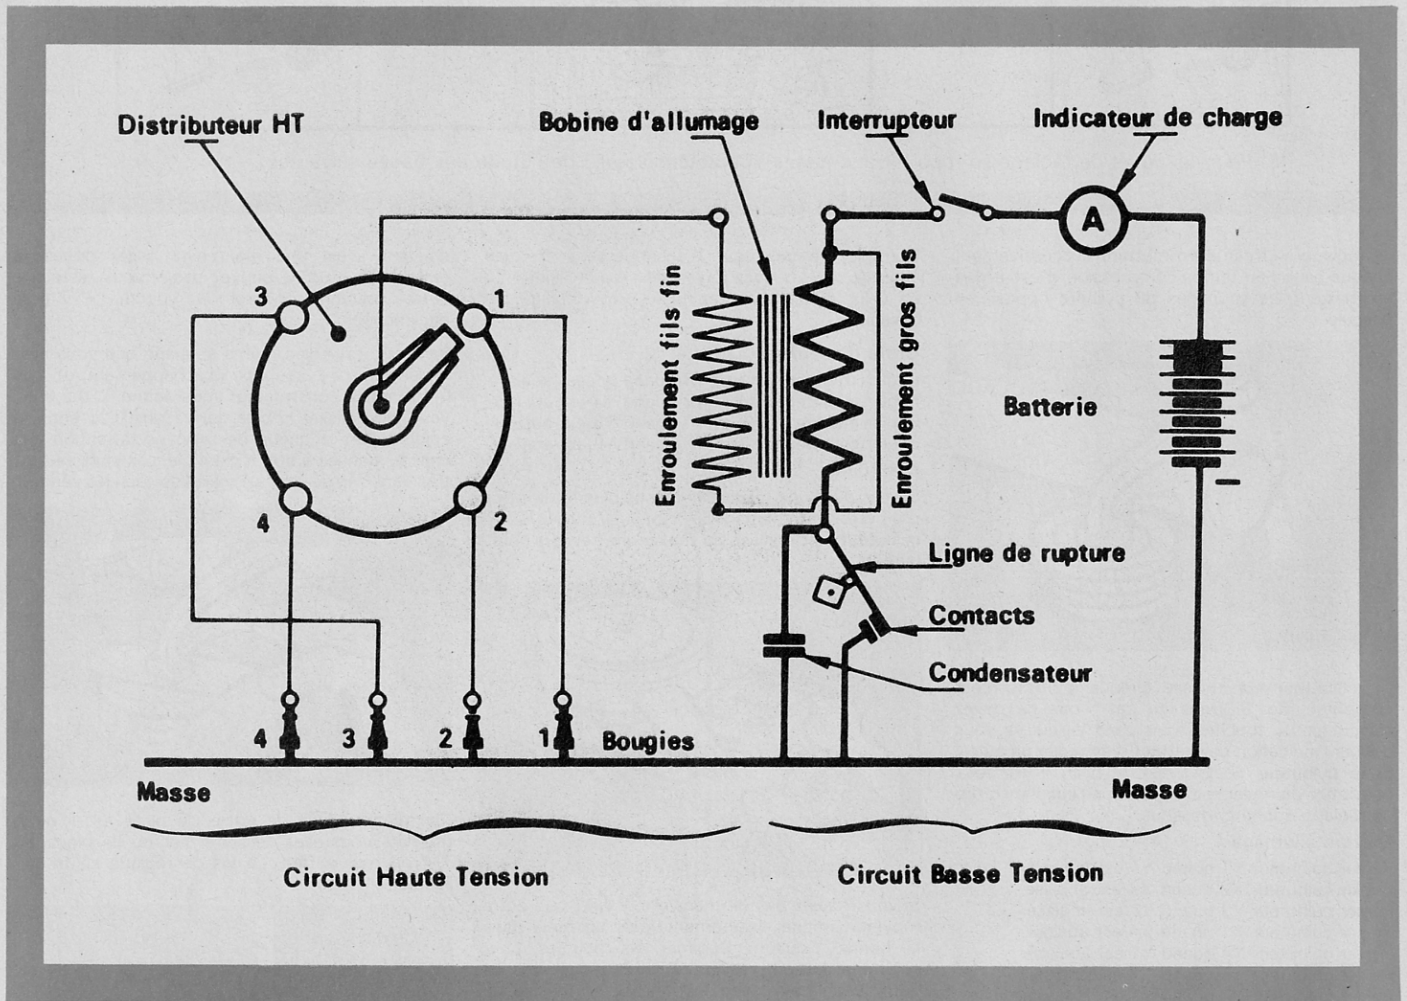 Distributeur HT
Bobine d'allumage
Interrupteur
Indicateur de charge
A
3
1
4
2
Enroulement fils fin
Enroulement gros fils
Batterie
Ligne de rupture
Contacts
Condensateur
4
3
2
1
Bougies
Masse
Masse
Circuit Haute Tension
Circuit Basse Tension